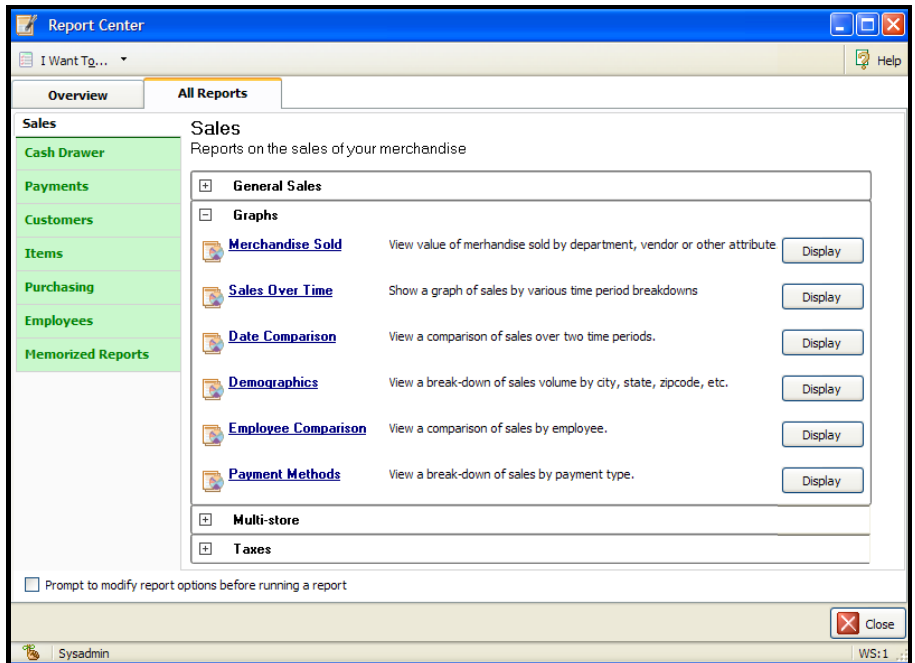 Report Center
I Want To... Help
Overview All Reports
Sales
Cash Drawer
Payments
Customers
Items
Purchasing
Employees
Memorized Reports
Sales
Reports on the sales of your merchandise
General Sales
Graphs
Merchandise Sold View value of merhandise sold by department, vendor or other attribute Display
Sales Over Time Show a graph of sales by various time period breakdowns Display
Date Comparison View a comparison of sales over two time periods. Display
Demographics View a break-down of sales volume by city, state, zipcode, etc. Display
Employee Comparison View a comparison of sales by employee. Display
Payment Methods View a break-down of sales by payment type. Display
Multi-store
Taxes
Prompt to modify report options before running a report
Close
Sysadmin WS:1